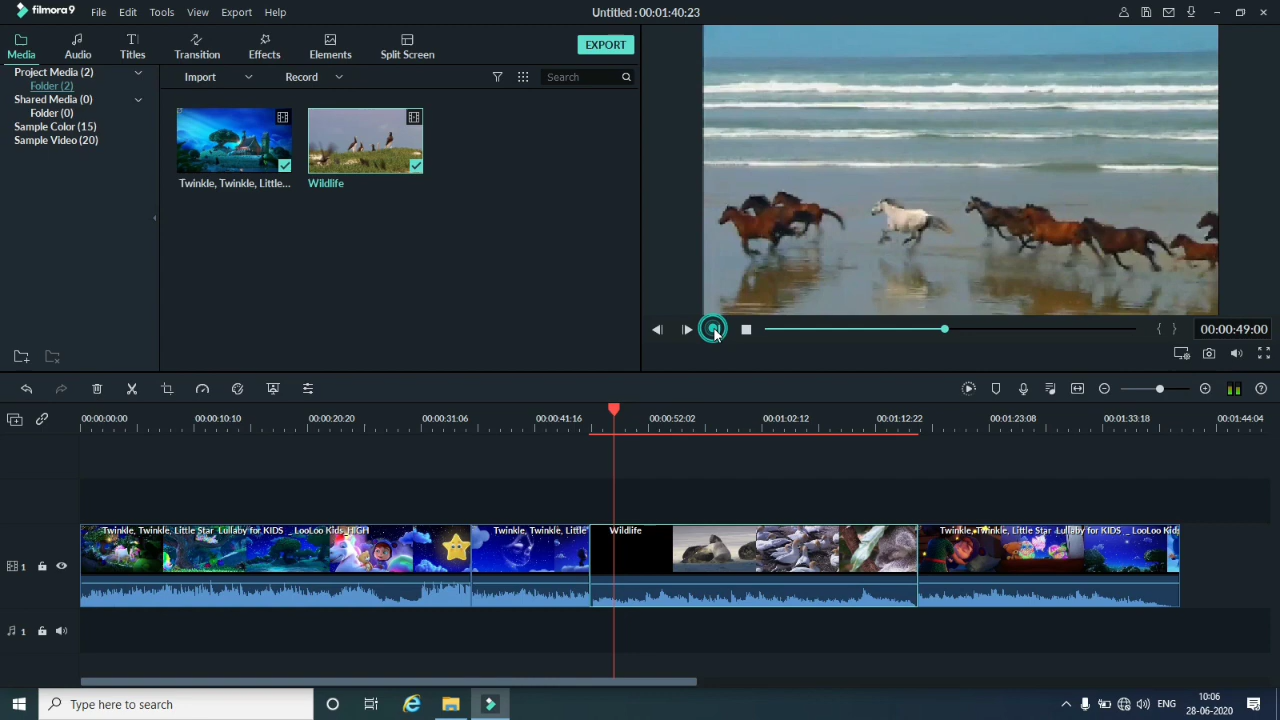 filmora9 File Edit Tools View Export Help Untitled : 00:01:40:23
Media Audio Titles Transition Effects Elements Split Screen EXPORT
Project Media (2)
Folder (2)
Shared Media (0)
Folder (0)
Sample Color (15)
Sample Video (20)
Import Record Search
Twinkle, Twinkle, Little...
Wildlife
00:00:49:00
00:00:00:00 00:00:10:10 00:00:20:20 00:00:31:06 00:00:41:16 00:00:52:02 00:01:02:12 00:01:12:22 00:01:23:08 00:01:33:18 00:01:44:04
Twinkle, Twinkle, Little Star Lullaby for KIDS _ LooLoo Kids_HIGH Twinkle, Twinkle, Little Wildlife Twinkle, Twinkle, Little Star Lullaby for KIDS _ LooLoo Kids
1
1
Type here to search ENG 10:06
28-06-2020